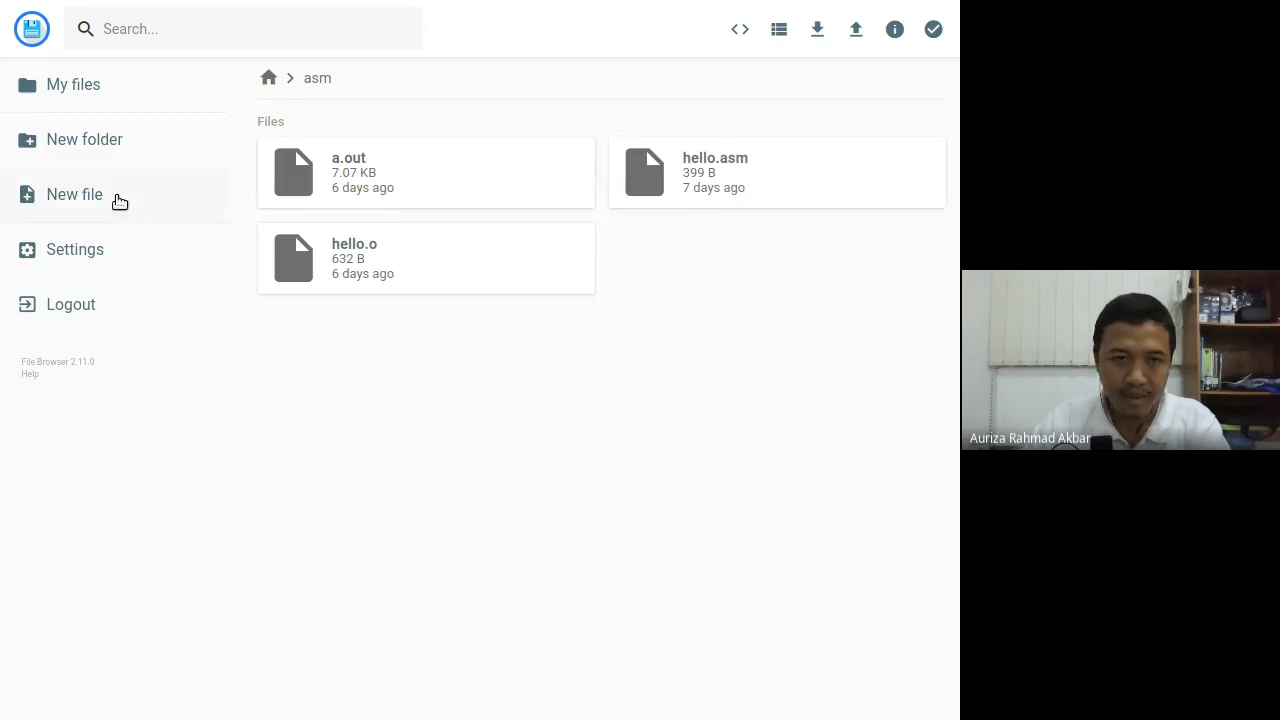 Search...
My files
New folder
New file
Settings
Logout
File Browser 2.11.0
Help
asm
Files
a.out
7.07 KB
6 days ago
hello.asm
399 B
7 days ago
hello.o
632 B
6 days ago
Auriza Rahmad Akbar